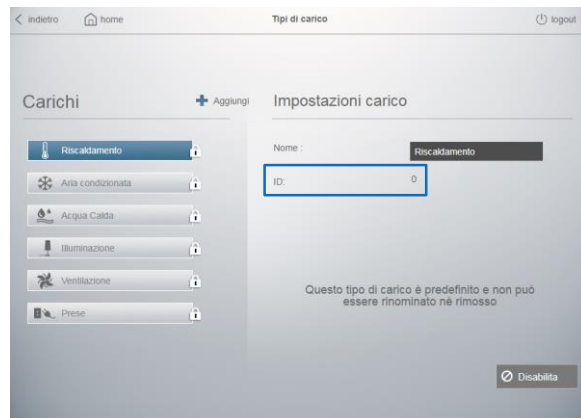 indietro
home
Tipi di carico
logout
Carichi
Aggiungi
Impostazioni carico
Riscaldamento
Aria condizionata
Acqua Calda
Illuminazione
Ventilazione
Prese
Nome :
Riscaldamento
ID:
0
Questo tipo di carico è predefinito e non può
essere rinominato nè rimosso
Disabilita